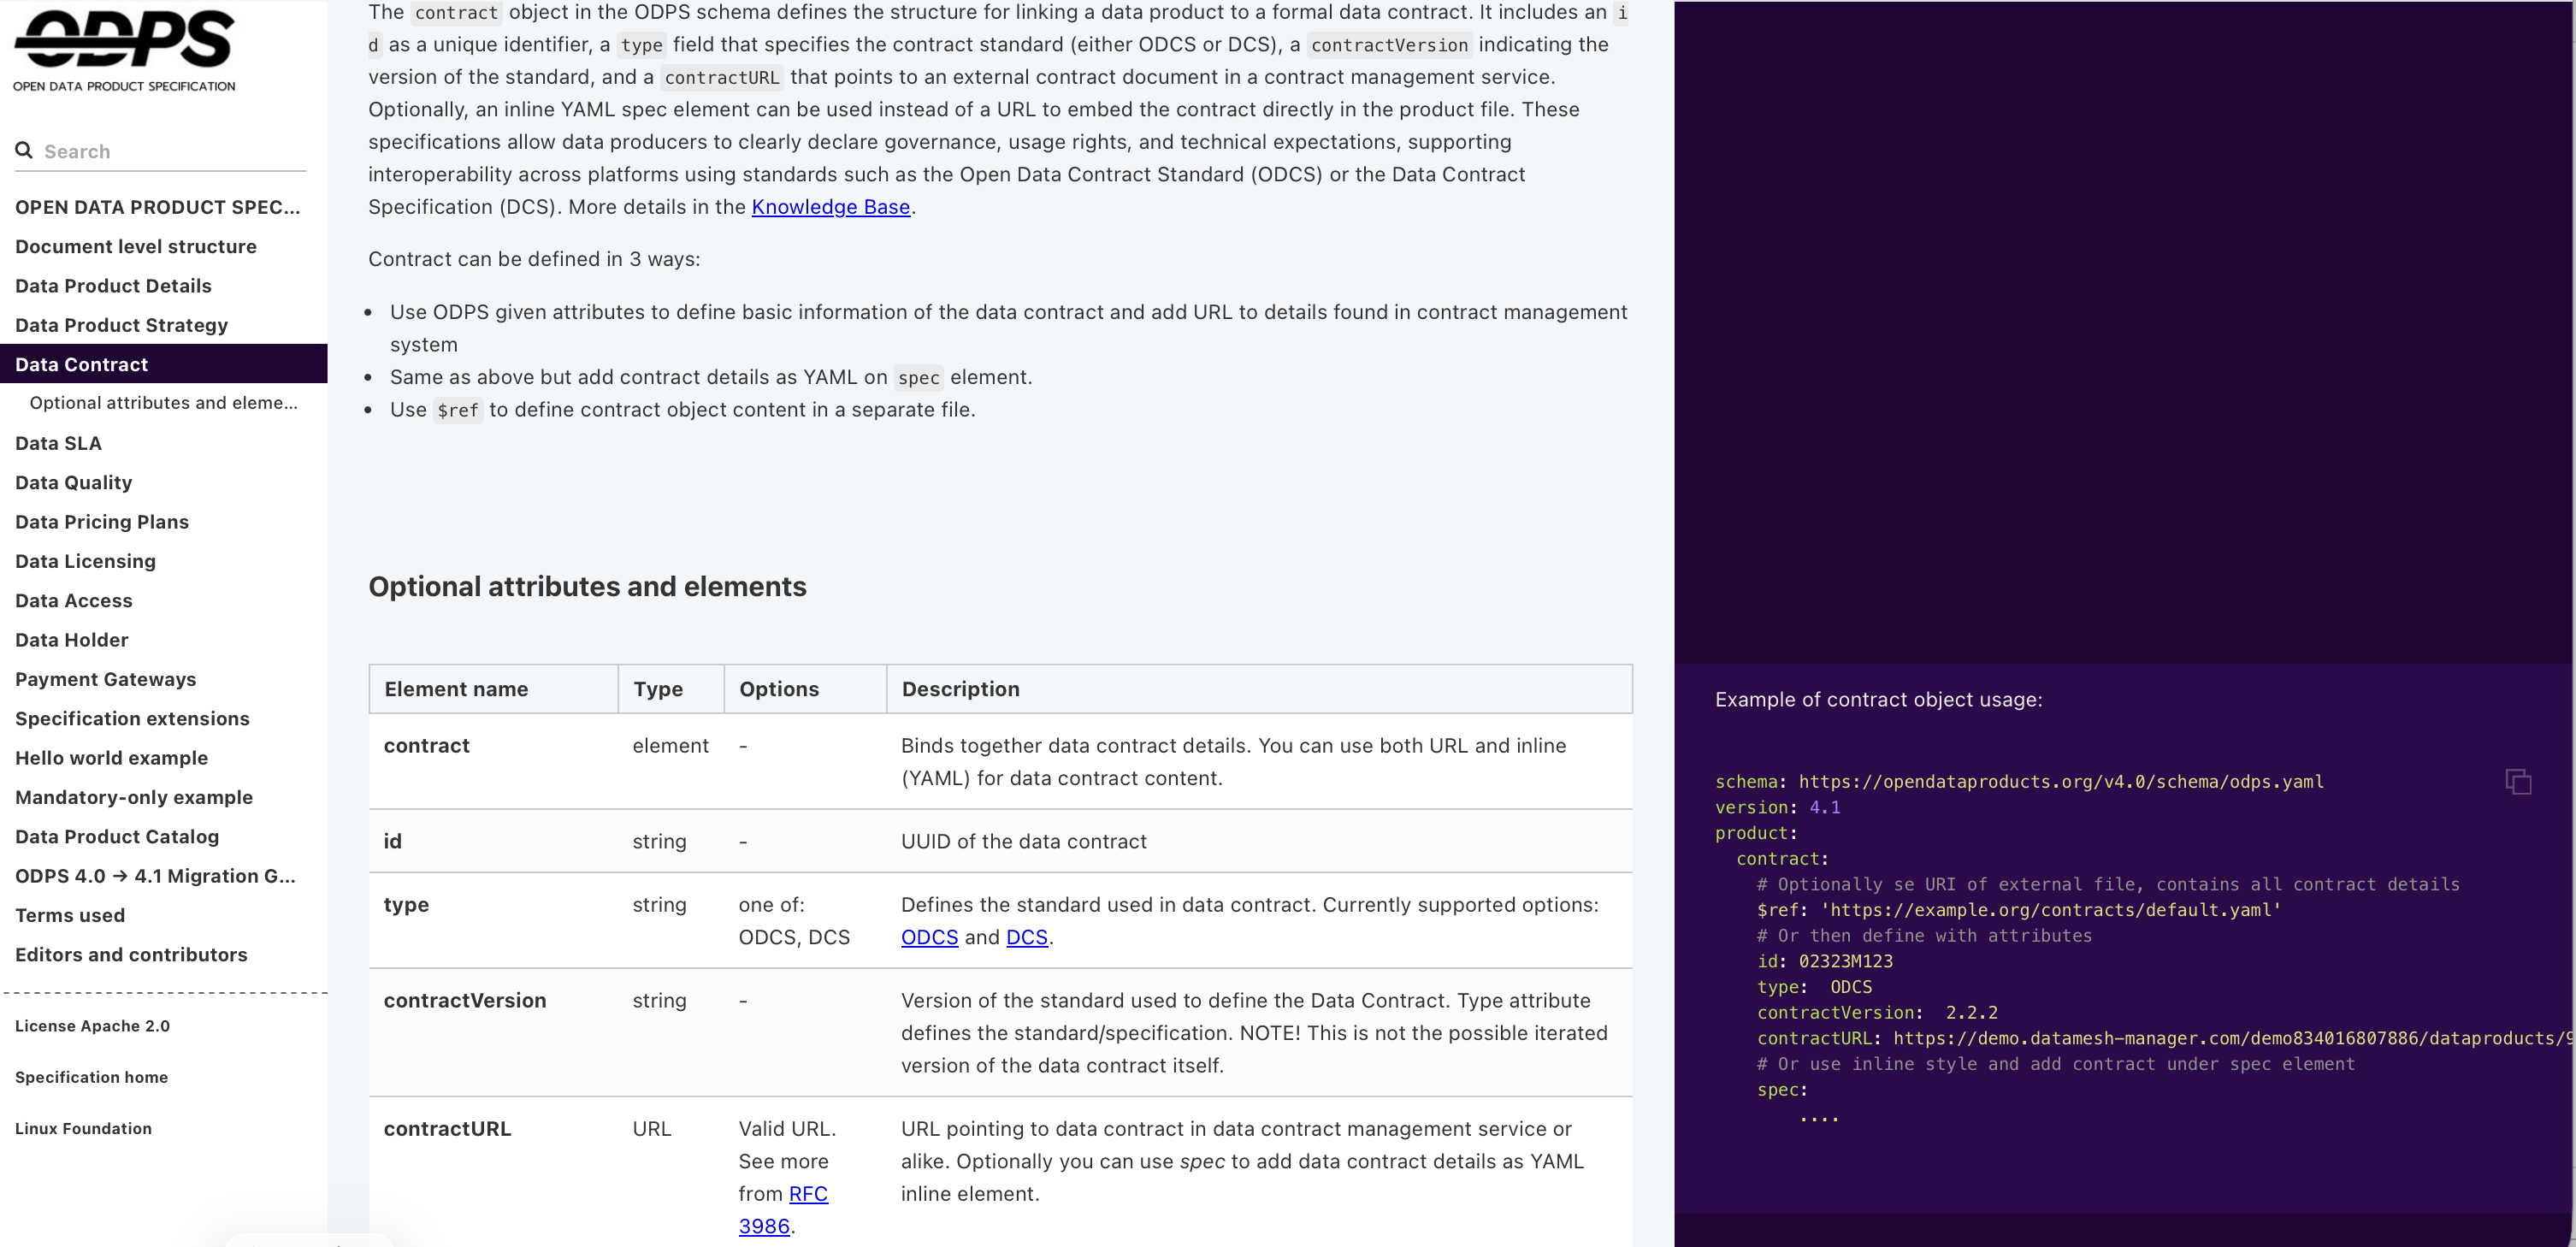 ODPS
OPEN DATA PRODUCT SPECIFICATION
Search
OPEN DATA PRODUCT SPEC...
Document level structure
Data Product Details
Data Product Strategy
Data Contract
Optional attributes and eleme...
Data SLA
Data Quality
Data Pricing Plans
Data Licensing
Data Access
Data Holder
Payment Gateways
Specification extensions
Hello world example
Mandatory-only example
Data Product Catalog
ODPS 4.0 → 4.1 Migration G...
Terms used
Editors and contributors
License Apache 2.0
Specification home
Linux Foundation
The contract object in the ODPS schema defines the structure for linking a data product to a formal data contract. It includes an i
d as a unique identifier, a type field that specifies the contract standard (either ODCS or DCS), a contractVersion indicating the
version of the standard, and a contractURL that points to an external contract document in a contract management service.
Optionally, an inline YAML spec element can be used instead of a URL to embed the contract directly in the product file. These
specifications allow data producers to clearly declare governance, usage rights, and technical expectations, supporting
interoperability across platforms using standards such as the Open Data Contract Standard (ODCS) or the Data Contract
Specification (DCS). More details in the Knowledge Base.
Contract can be defined in 3 ways:
• Use ODPS given attributes to define basic information of the data contract and add URL to details found in contract management
system
• Same as above but add contract details as YAML on spec element.
• Use $ref to define contract object content in a separate file.
Optional attributes and elements
Element name Type Options Description
contract element - Binds together data contract details. You can use both URL and inline
(YAML) for data contract content.
id string - UUID of the data contract
type string one of: Defines the standard used in data contract. Currently supported options:
ODCS, DCS ODCS and DCS.
contractVersion string - Version of the standard used to define the Data Contract. Type attribute
defines the standard/specification. NOTE! This is not the possible iterated
version of the data contract itself.
contractURL URL Valid URL. URL pointing to data contract in data contract management service or
See more alike. Optionally you can use spec to add data contract details as YAML
from RFC inline element.
3986.
Example of contract object usage:
schema: https://opendataproducts.org/v4.0/schema/odps.yaml
version: 4.1
product:
  contract:
    # Optionally se URI of external file, contains all contract details
    $ref: 'https://example.org/contracts/default.yaml'
    # Or then define with attributes
    id: 02323M123
    type:  ODCS
    contractVersion:  2.2.2
    contractURL: https://demo.datamesh-manager.com/demo834016807886/dataproducts/9
    # Or use inline style and add contract under spec element
    spec:
        ....